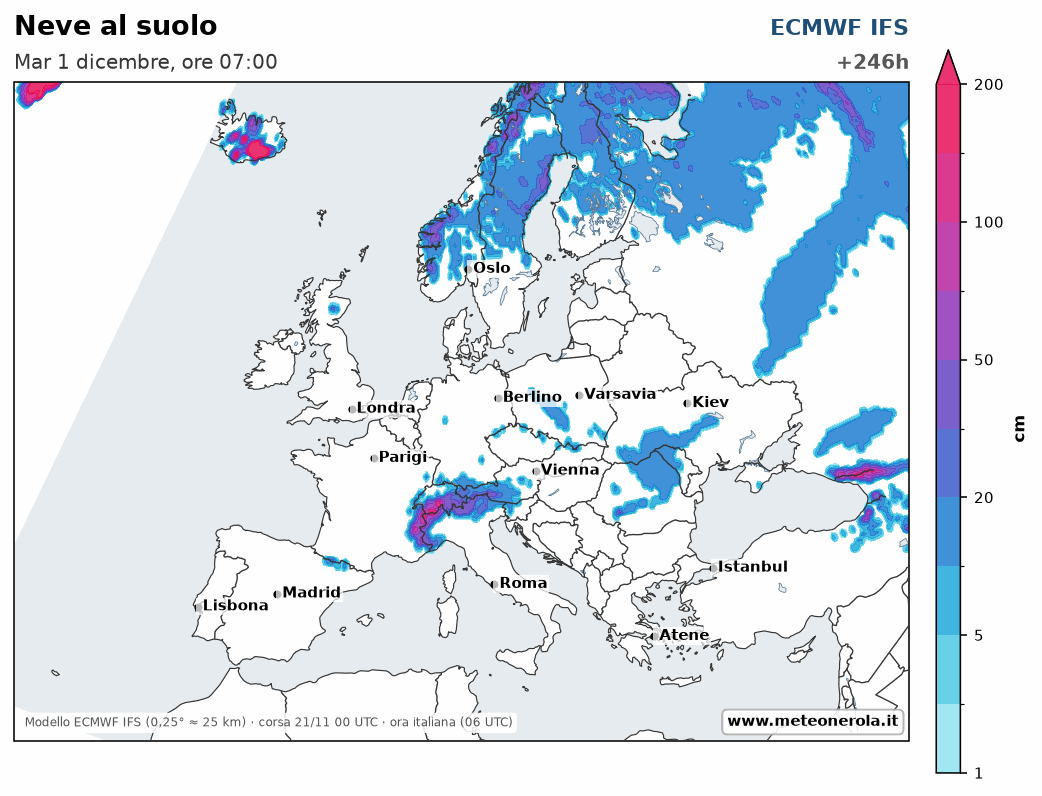 Neve al suolo
ECMWF IFS
Mar 1 dicembre, ore 07:00
+246h
200
100
50
20
5
1
cm
Oslo
Berlino
Varsavia
Kiev
Londra
Parigi
Vienna
Istanbul
Roma
Madrid
Lisbona
Atene
Modello ECMWF IFS (0,25° ≈ 25 km) · corsa 21/11 00 UTC · ora italiana (06 UTC)
www.meteonerola.it